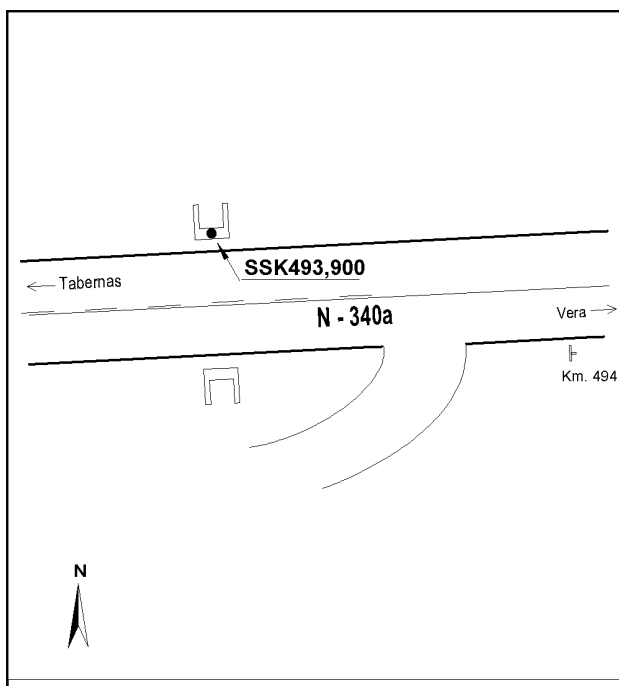 SSK493,900
← Tabernas
N - 340a
Vera →
Km. 494
N